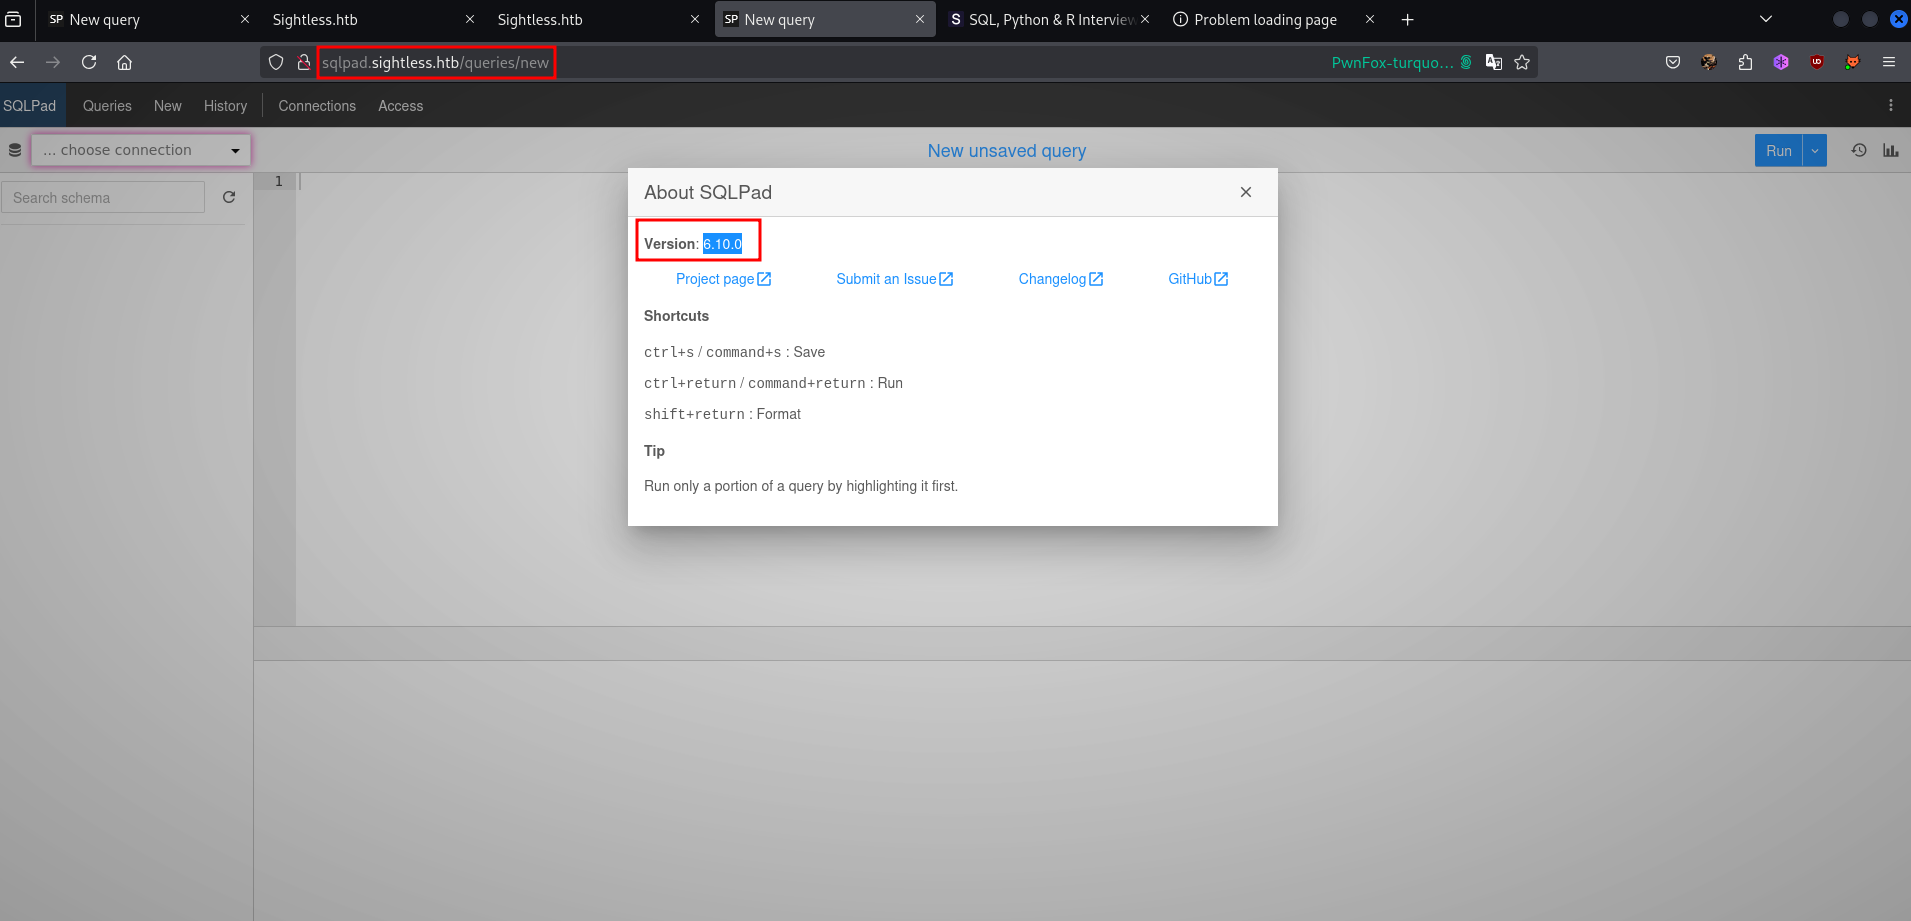 SP New query
Sightless.htb
Sightless.htb
SP New query
S SQL, Python & R Interview
Problem loading page
sqlpad.sightless.htb/queries/new
PwnFox-turquo...
SQLPad Queries New History Connections Access
... choose connection
New unsaved query
Run
Search schema
1
About SQLPad
Version: 6.10.0
Project page Submit an Issue Changelog GitHub
Shortcuts
ctrl+s / command+s : Save
ctrl+return / command+return : Run
shift+return : Format
Tip
Run only a portion of a query by highlighting it first.